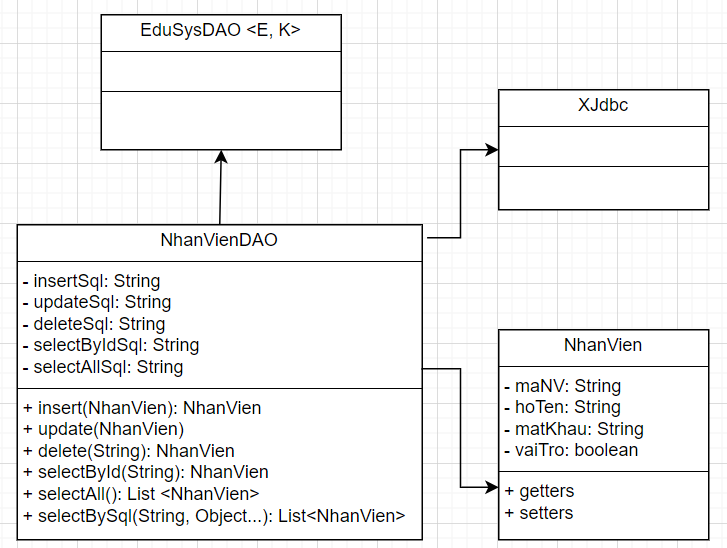 EduSysDAO <E, K>
XJdbc
NhanVienDAO
- insertSql: String
- updateSql: String
- deleteSql: String
- selectByIdSql: String
- selectAllSql: String
+ insert(NhanVien): NhanVien
+ update(NhanVien)
+ delete(String): NhanVien
+ selectById(String): NhanVien
+ selectAll(): List <NhanVien>
+ selectBySql(String, Object...): List<NhanVien>
NhanVien
- maNV: String
- hoTen: String
- matKhau: String
- vaiTro: boolean
+ getters
+ setters